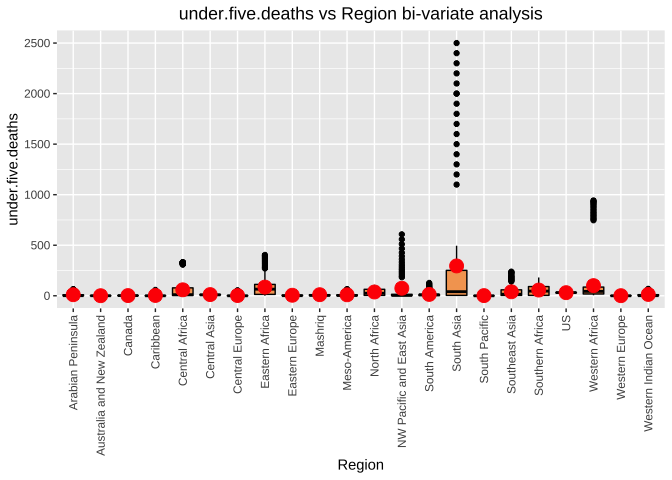 under.five.deaths vs Region bi-variate analysis
under.five.deaths
2500
2000
1500
1000
500
0
Arabian Peninsula
Australia and New Zealand
Canada
Caribbean
Central Africa
Central Asia
Central Europe
Eastern Africa
Eastern Europe
Mashriq
Meso-America
North Africa
NW Pacific and East Asia
South America
South Asia
South Pacific
Southeast Asia
Southern Africa
US
Western Africa
Western Europe
Western Indian Ocean
Region